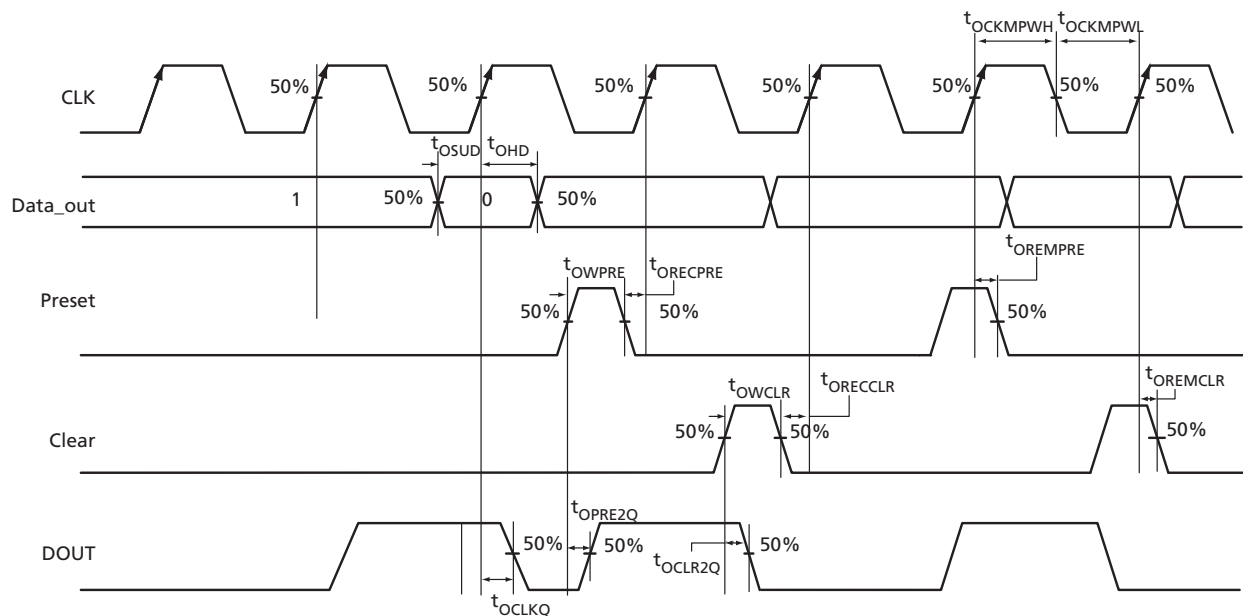 tOCKMPWH tOCKMPWL
CLK 50% 50% 50% 50% 50% 50% 50%
tOSUD tOHD
Data_out 1 50% 0 50%
tOREMPRE
tOWPRE tORECPRE
Preset 50% 50% 50%
tOWCLR tORECCLR tOREMCLR
Clear 50% 50% 50%
tOPRE2Q
DOUT 50% 50% 50%
tOCLR2Q
tOCLKQ